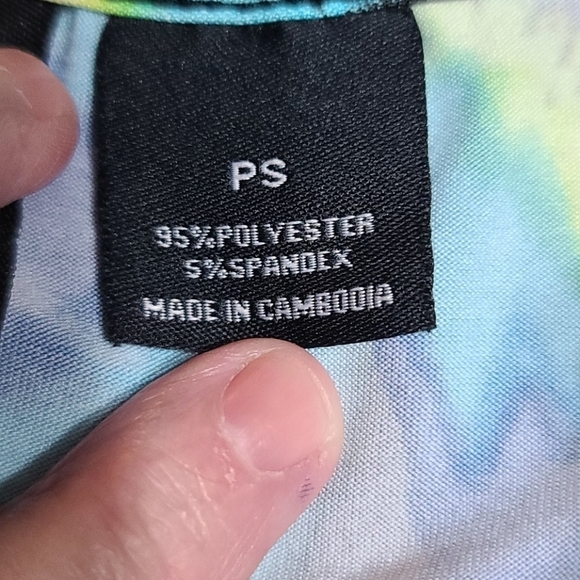 PS
95%POLYESTER
5%SPANDEX
MADE IN CAMBODIA